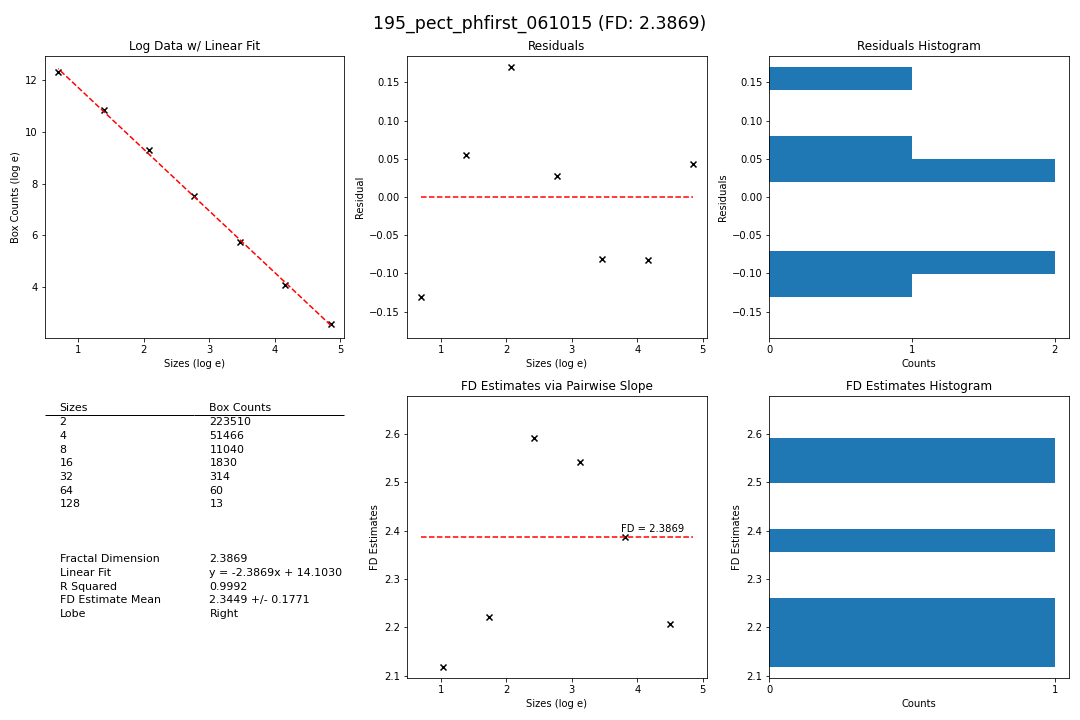 195_pect_phfirst_061015 (FD: 2.3869)
Log Data w/ Linear Fit
12
10
8
6
4
Box Counts (log e)
1 2 3 4 5
Sizes (log e)
Residuals
0.15
0.10
0.05
0.00
−0.05
−0.10
−0.15
Residual
1 2 3 4 5
Sizes (log e)
Residuals Histogram
0.15
0.10
0.05
0.00
−0.05
−0.10
−0.15
Residuals
0 1 2
Counts
Sizes Box Counts
2 223510
4 51466
8 11040
16 1830
32 314
64 60
128 13
Fractal Dimension 2.3869
Linear Fit y = -2.3869x + 14.1030
R Squared 0.9992
FD Estimate Mean 2.3449 +/- 0.1771
Lobe Right
FD Estimates via Pairwise Slope
2.6
2.5
2.4
2.3
2.2
2.1
FD Estimates
FD = 2.3869
1 2 3 4 5
Sizes (log e)
FD Estimates Histogram
2.6
2.5
2.4
2.3
2.2
2.1
FD Estimates
0 1
Counts